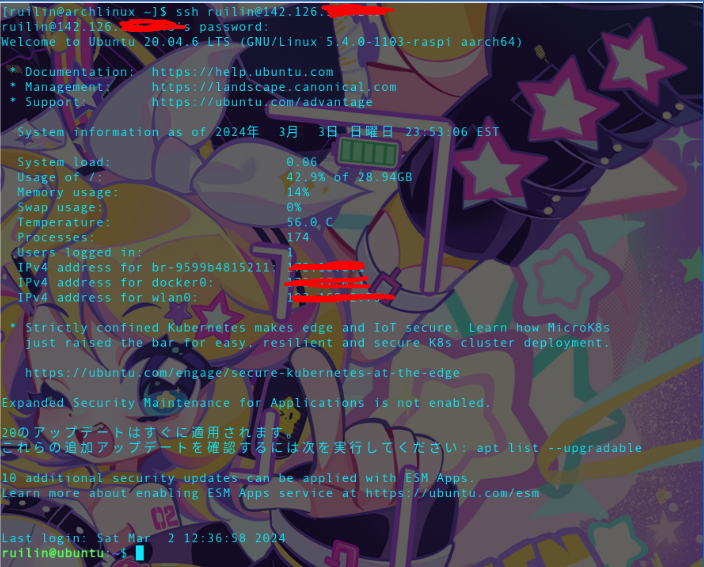 [ruilin@archlinux ~]$ ssh ruilin@142.126.
ruilin@142.126. 's password:
Welcome to Ubuntu 20.04.6 LTS (GNU/Linux 5.4.0-1103-raspi aarch64)
* Documentation: https://help.ubuntu.com
* Management: https://landscape.canonical.com
* Support: https://ubuntu.com/advantage
System information as of 2024年 3月 3日 日曜日 23:53:06 EST
System load: 0.06
Usage of /: 42.9% of 28.94GB
Memory usage: 14%
Swap usage: 0%
Temperature: 56.0 C
Processes: 174
Users logged in: 1
IPv4 address for br-9599b4815211:
IPv4 address for docker0:
IPv4 address for wlan0:
* Strictly confined Kubernetes makes edge and IoT secure. Learn how MicroK8s
just raised the bar for easy, resilient and secure K8s cluster deployment.
https://ubuntu.com/engage/secure-kubernetes-at-the-edge
Expanded Security Maintenance for Applications is not enabled.
20のアップデートはすぐに適用されます。
これらの追加アップデートを確認するには次を実行してください: apt list --upgradable
10 additional security updates can be applied with ESM Apps.
Learn more about enabling ESM Apps service at https://ubuntu.com/esm
02
Last login: Sat Mar 2 12:36:58 2024
ruilin@ubuntu:~$